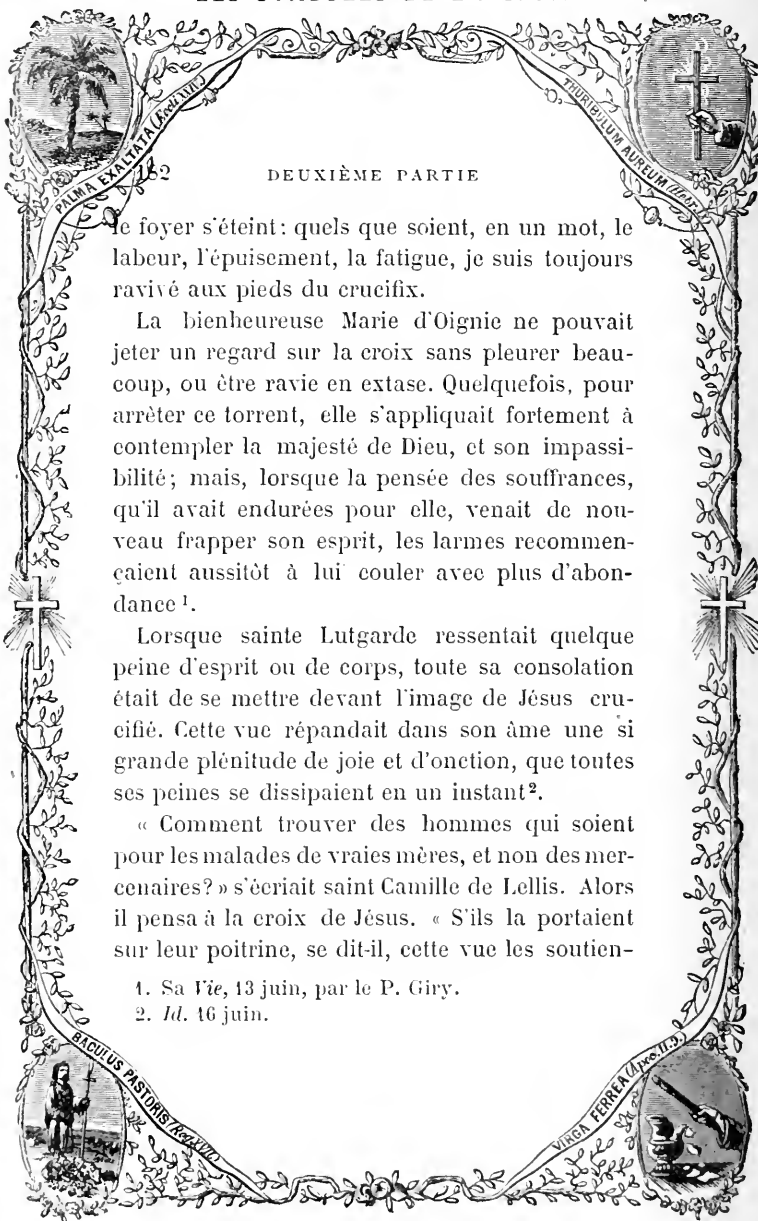 PALMA EXALTATA
THURIBULUM AUREUM
DEUXIÈME PARTIE
le foyer s'éteint: quels que soient, en un mot, le
labeur, l'épuisement, la fatigue, je suis toujours
ravivé aux pieds du crucifix.
La bienheureuse Marie d'Oignie ne pouvait
jeter un regard sur la croix sans pleurer beau-
coup, ou être ravie en extase. Quelquefois, pour
arrêter ce torrent, elle s'appliquait fortement à
contempler la majesté de Dieu, et son impassi-
bilité; mais, lorsque la pensée des souffrances,
qu'il avait endurées pour elle, venait de nou-
veau frapper son esprit, les larmes recommen-
çaient aussitôt à lui couler avec plus d'abon-
dance ¹.
Lorsque sainte Lutgarde ressentait quelque
peine d'esprit ou de corps, toute sa consolation
était de se mettre devant l'image de Jésus cru-
cifié. Cette vue répandait dans son âme une si
grande plénitude de joie et d'onction, que toutes
ses peines se dissipaient en un instant².
« Comment trouver des hommes qui soient
pour les malades de vraies mères, et non des mer-
cenaires? » s'écriait saint Camille de Lellis. Alors
il pensa à la croix de Jésus. « S'ils la portaient
sur leur poitrine, se dit-il, cette vue les soutien-
1. Sa Vie, 13 juin, par le P. Giry.
2. Id. 16 juin.
BACULUS PASTORIS
VIRGA FERREA (Apoc. II.)